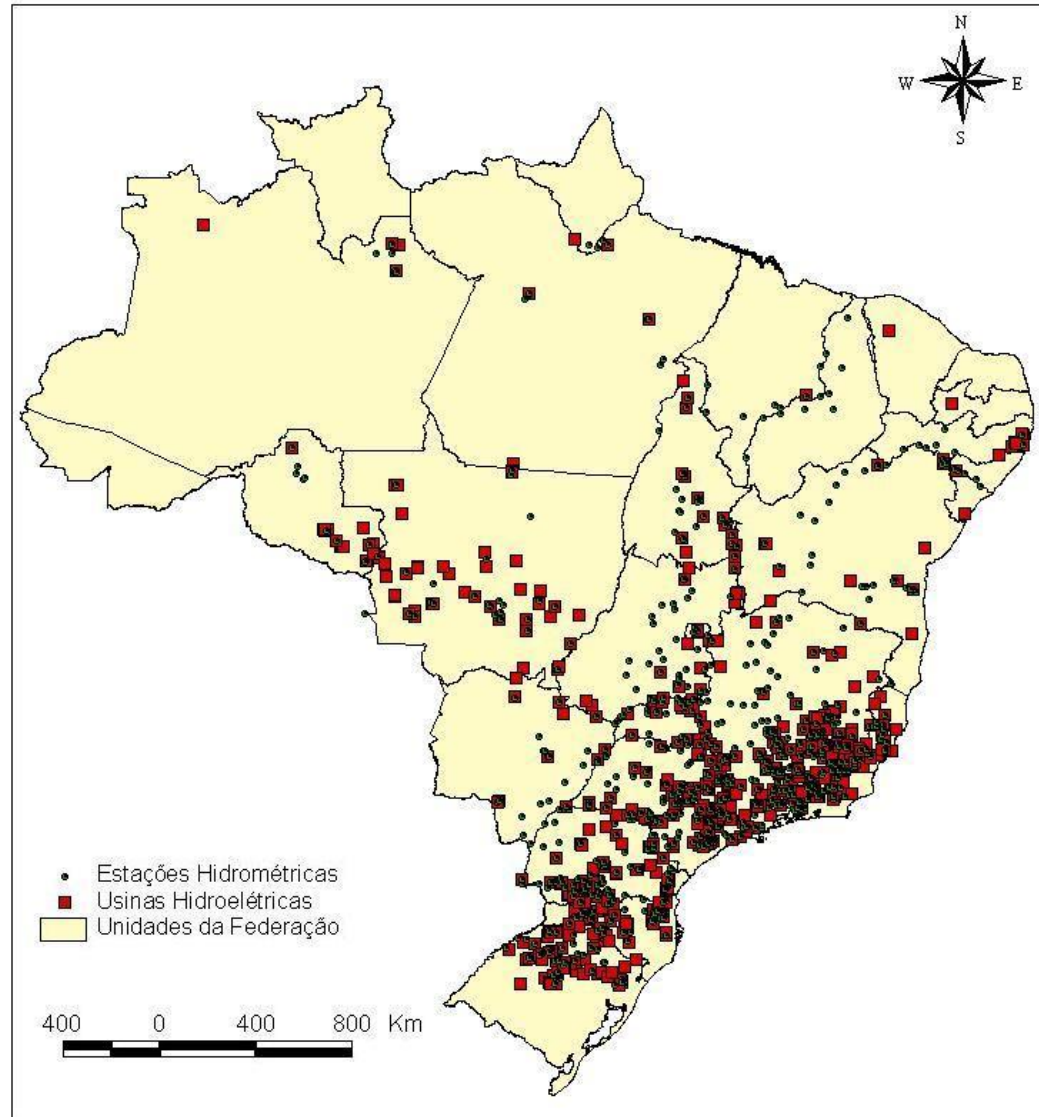 N
W E
S
Estações Hidrométricas
Usinas Hidroelétricas
Unidades da Federação
400 0 400 800 Km